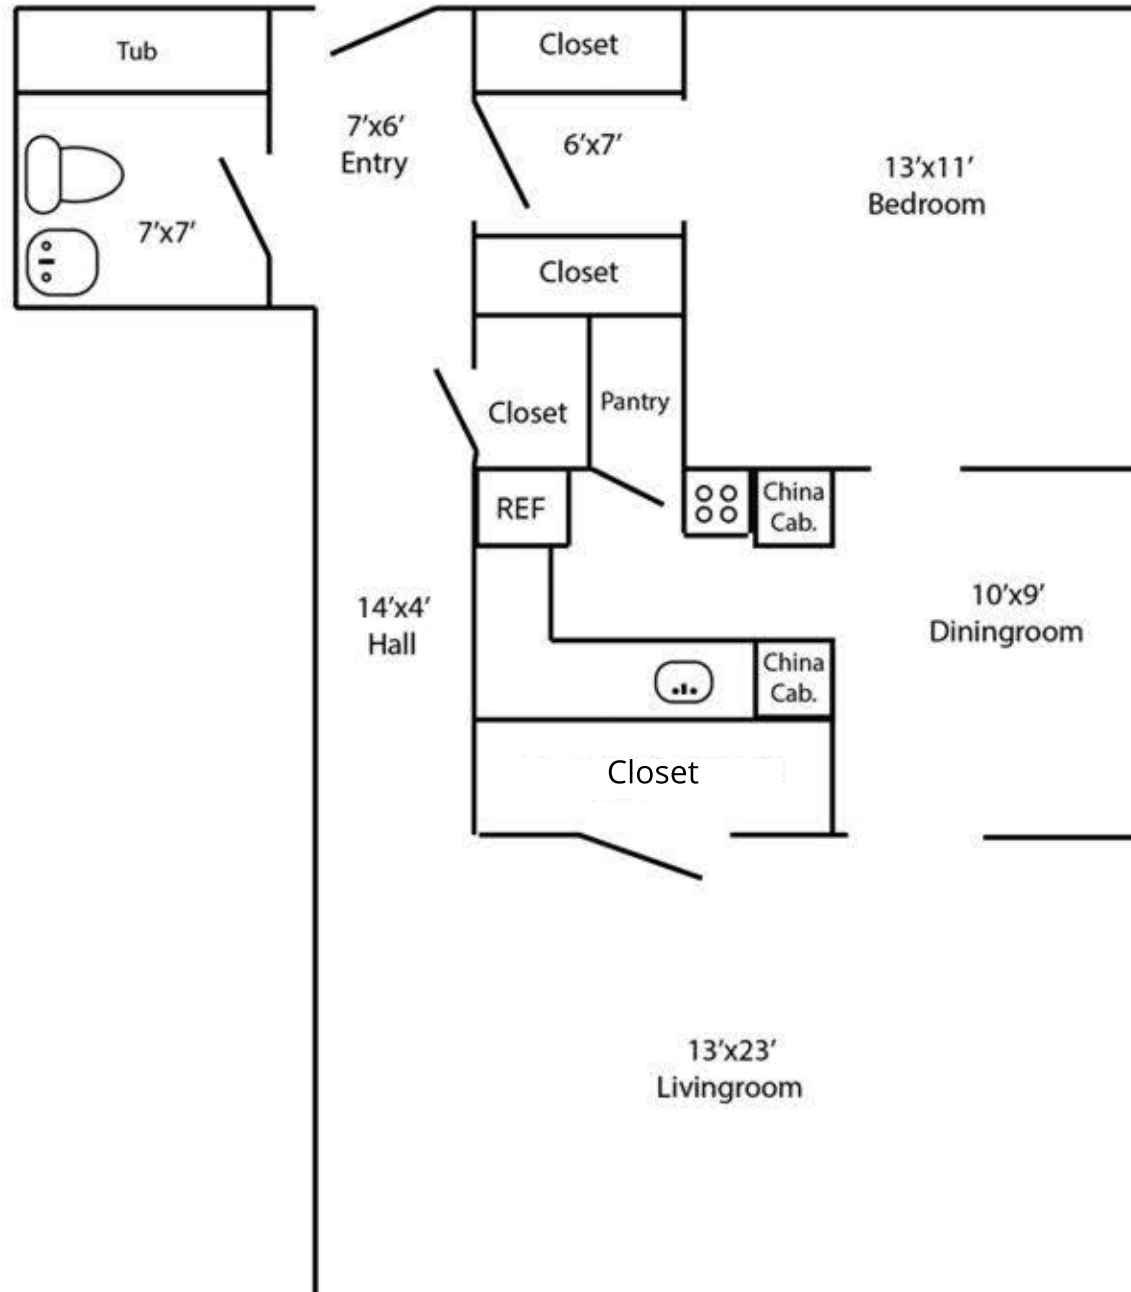 Tub
Closet
7'x6'
Entry
6'x7'
13'x11'
Bedroom
7'x7'
Closet
Closet
Pantry
REF
China
Cab.
14'x4'
Hall
10'x9'
Diningroom
China
Cab.
Closet
13'x23'
Livingroom